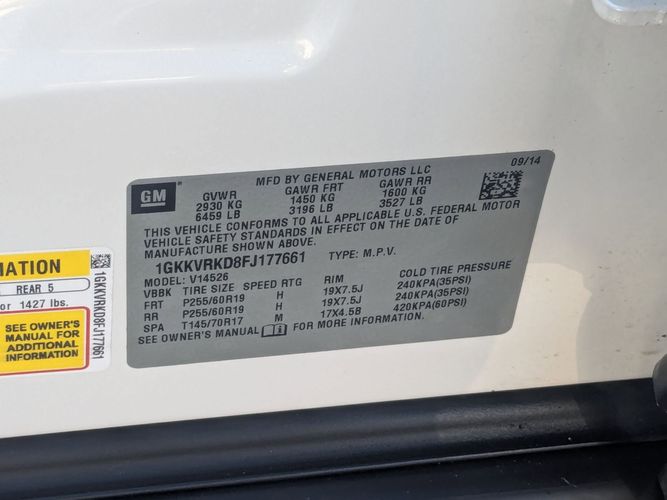 GM
MFD BY GENERAL MOTORS LLC
09/14
GVWR GAWR FRT GAWR RR
2930 KG 1450 KG 1600 KG
6459 LB 3196 LB 3527 LB
THIS VEHICLE CONFORMS TO ALL APPLICABLE U.S. FEDERAL MOTOR
VEHICLE SAFETY STANDARDS IN EFFECT ON THE DATE OF
MANUFACTURE SHOWN ABOVE.
1GKKVRKD8FJ177661 TYPE: M.P.V.
MODEL: V14526
VBBK TIRE SIZE SPEED RTG RIM COLD TIRE PRESSURE
FRT P255/60R19 H 19X7.5J 240KPA(35PSI)
RR P255/60R19 H 19X7.5J 240KPA(35PSI)
SPA T145/70R17 M 17X4.5B 420KPA(60PSI)
SEE OWNER'S MANUAL FOR MORE INFORMATION.
MATION
REAR 5
or 1427 lbs.
SEE OWNER'S
MANUAL FOR
ADDITIONAL
INFORMATION
1GKKVRKD8FJ177661